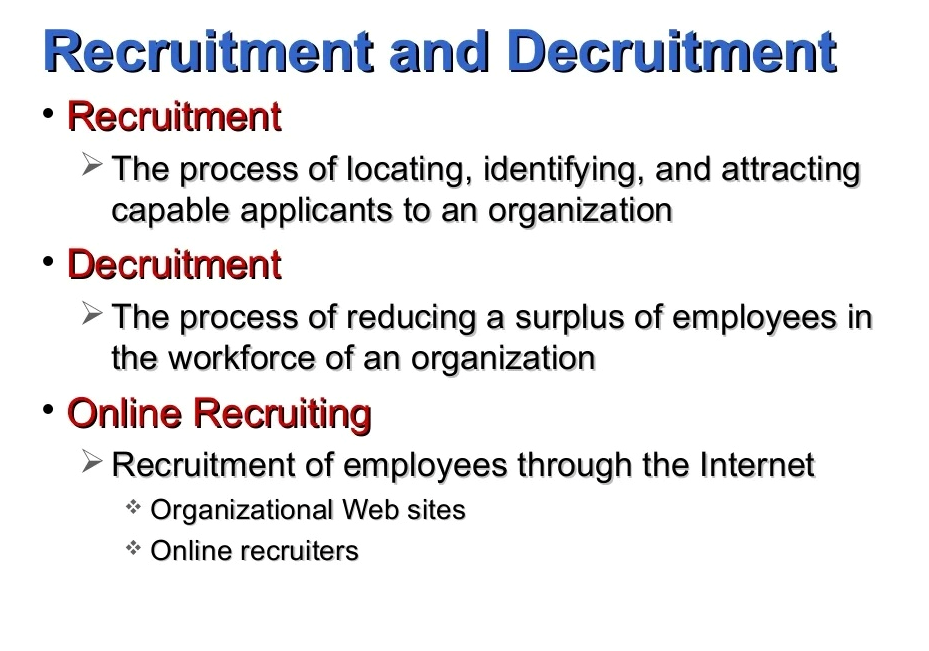 Recruitment and Decruitment
• Recruitment
➢ The process of locating, identifying, and attracting
capable applicants to an organization
• Decruitment
➢ The process of reducing a surplus of employees in
the workforce of an organization
• Online Recruiting
➢ Recruitment of employees through the Internet
❖ Organizational Web sites
❖ Online recruiters